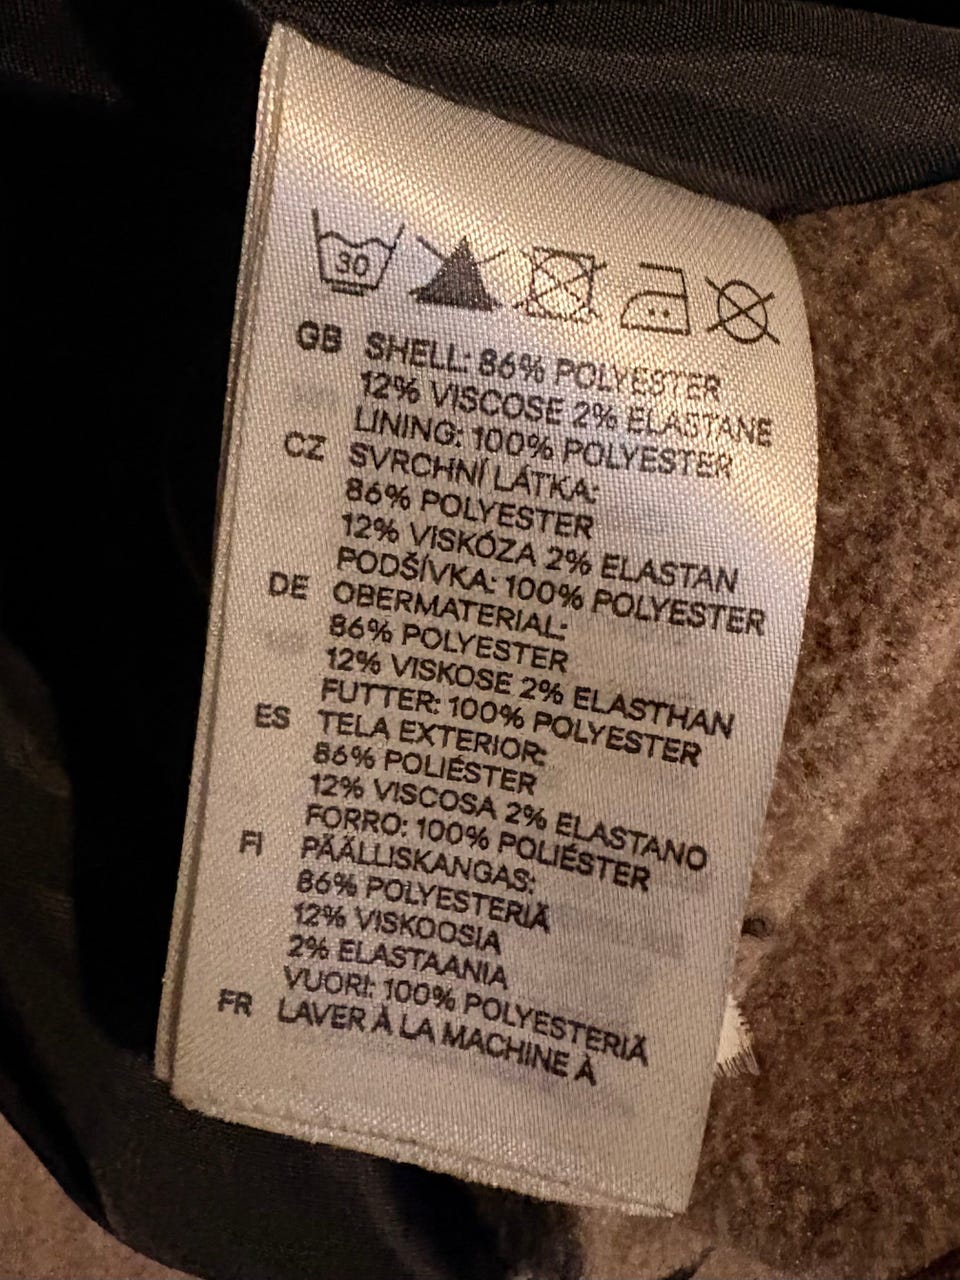 30
GB SHELL: 86% POLYESTER
12% VISCOSE 2% ELASTANE
LINING: 100% POLYESTER
CZ SVRCHNÍ LÁTKA:
86% POLYESTER
12% VISKÓZA 2% ELASTAN
PODŠÍVKA: 100% POLYESTER
DE OBERMATERIAL:
86% POLYESTER
12% VISKOSE 2% ELASTHAN
FUTTER: 100% POLYESTER
ES TELA EXTERIOR:
86% POLIÉSTER
12% VISCOSA 2% ELASTANO
FORRO: 100% POLIÉSTER
FI PÄÄLLISKANGAS:
86% POLYESTERIÄ
12% VISKOOSIA
2% ELASTAANIA
VUORI: 100% POLYESTERIÄ
FR LAVER À LA MACHINE À